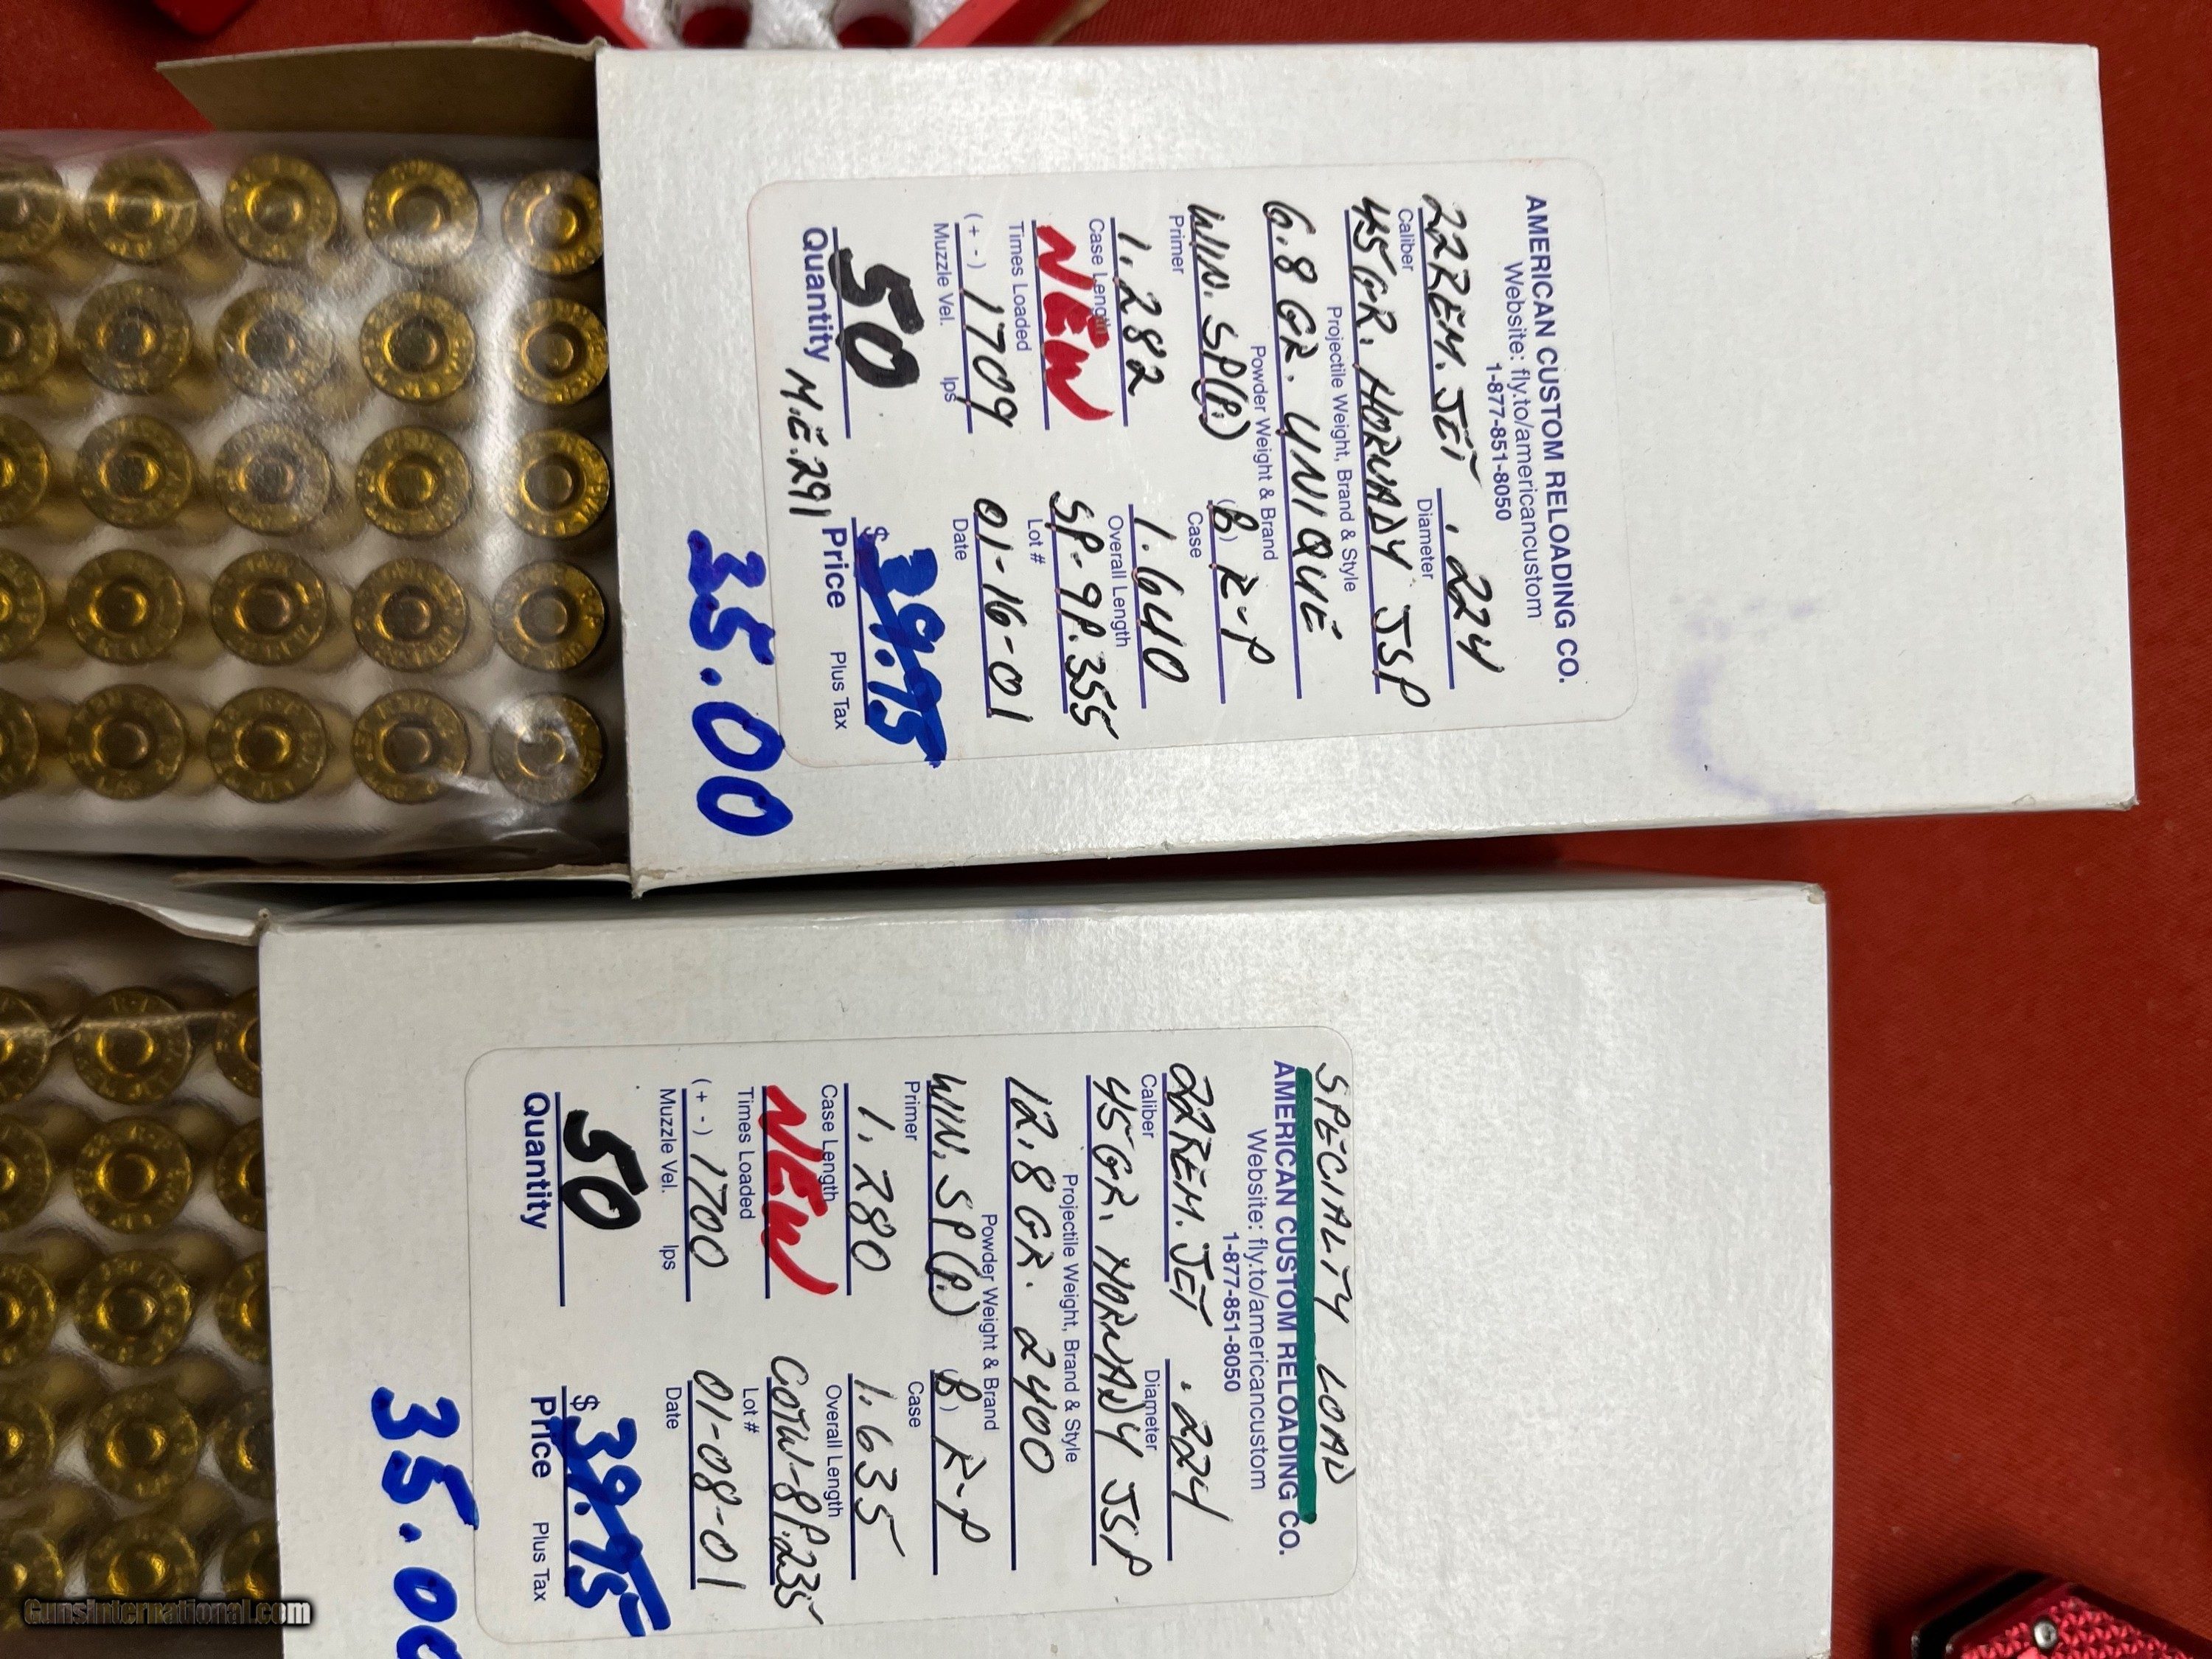 AMERICAN CUSTOM RELOADING CO.
Website: fly.to/americancustom
1-877-851-8050
22 REM. JET .224
Caliber Diameter
45 GR. HORNADY JSP
Projectile Weight, Brand & Style
6.8 GR. UNIQUE
Powder Weight & Brand
WIN. SP(P.) (B) R-P
Primer Case
1.282 1.640
Case Length Overall Length
NEW SP-9P.355
Times Loaded Lot #
(+ -) 1709 01-16-01
Muzzle Vel. fps Date
50 $ 39.95
Quantity M.E. 291 Price Plus Tax
35.00
SPECIALTY LOAD
AMERICAN CUSTOM RELOADING CO.
Website: fly.to/americancustom
1-877-851-8050
22 REM. JET .224
Caliber Diameter
45 GR. HORNADY JSP
Projectile Weight, Brand & Style
12.8 GR. 2400
Powder Weight & Brand
WIN. SP(P.) (B) R-P
Primer Case
1.280 1.635
Case Length Overall Length
NEW COTW-8P.235
Times Loaded Lot #
(+ -) 1700 01-08-01
Muzzle Vel. fps Date
50 $ 39.95
Quantity Price Plus Tax
35.00
GunsInternational.com